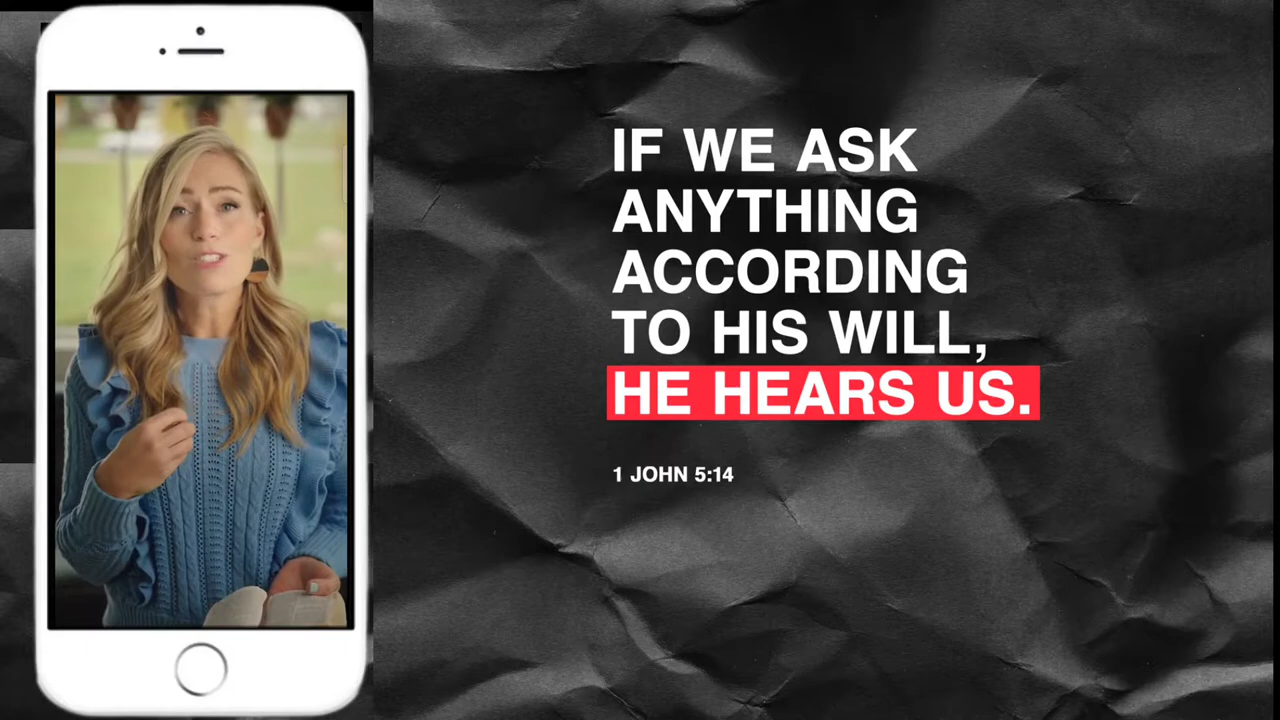 IF WE ASK
ANYTHING
ACCORDING
TO HIS WILL,
HE HEARS US.
1 JOHN 5:14